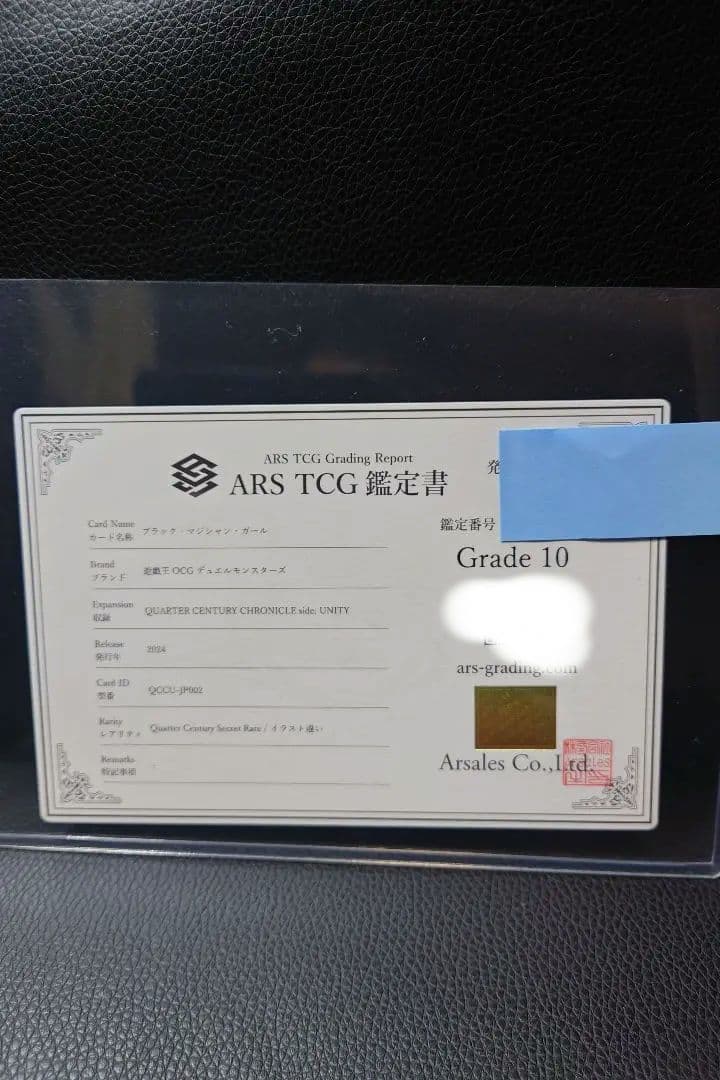 ARS TCG Grading Report
ARS TCG 鑑定書
発
Card Name
カード名称
ブラック・マジシャン・ガール
鑑定番号
Brand
ブランド
遊戯王 OCG デュエルモンスターズ
Grade 10
Expansion
収録
QUARTER CENTURY CHRONICLE side: UNITY
Release
発行年
2024
ars-grading.com
Card ID
型番
QCCU-JP002
Rarity
レアリティ
Quarter Century Secret Rare / イラスト違い
Remarks
特記事項
Arsales Co.,Ltd.